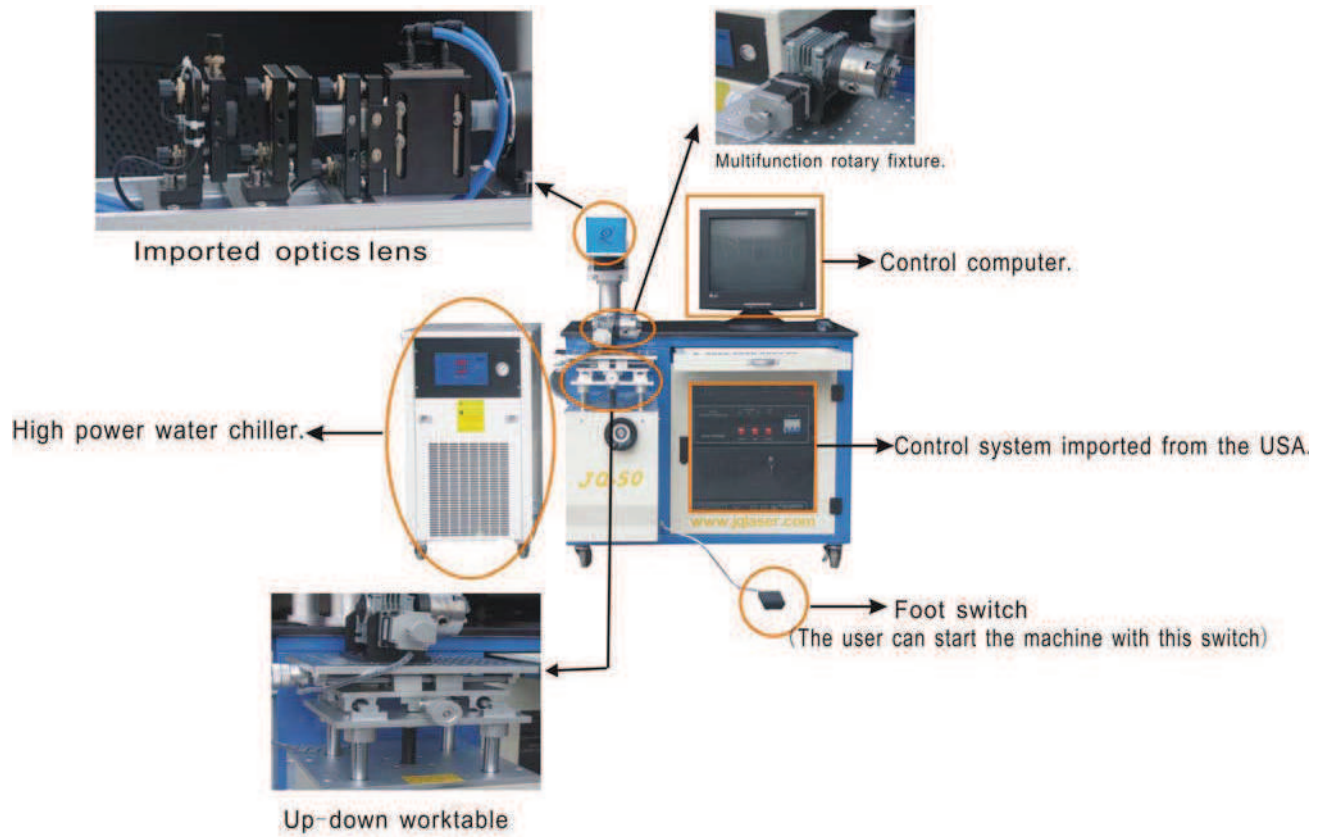 Multifunction rotary fixture.
Imported optics lens
Control computer.
High power water chiller.
Control system imported from the USA.
JQ-50
www.jqlaser.com
Foot switch
(The user can start the machine with this switch)
Up-down worktable